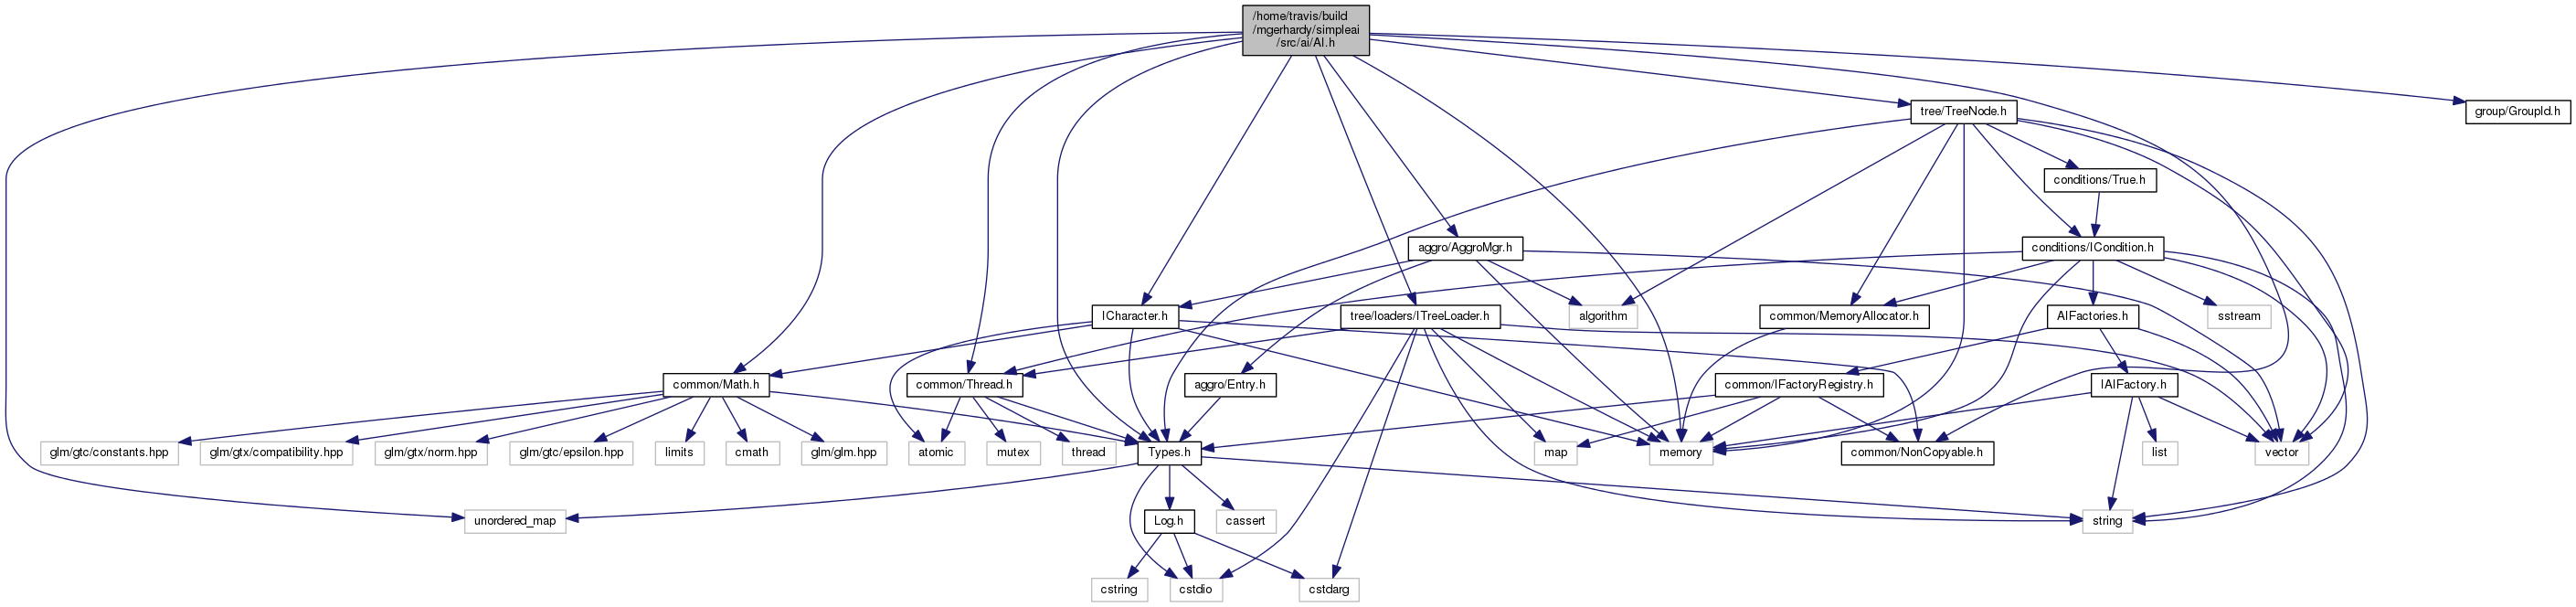 /home/travis/build
/mgerhardy/simpleai
/src/ai/AI.h
tree/TreeNode.h
group/GroupId.h
conditions/True.h
aggro/AggroMgr.h
conditions/ICondition.h
ICharacter.h
tree/loaders/ITreeLoader.h
algorithm
common/MemoryAllocator.h
AIFactories.h
sstream
common/Math.h
common/Thread.h
aggro/Entry.h
common/IFactoryRegistry.h
IAIFactory.h
glm/gtc/constants.hpp
glm/gtx/compatibility.hpp
glm/gtx/norm.hpp
glm/gtc/epsilon.hpp
limits
cmath
glm/glm.hpp
atomic
mutex
thread
Types.h
map
memory
common/NonCopyable.h
list
vector
unordered_map
Log.h
cassert
string
cstring
cstdio
cstdarg